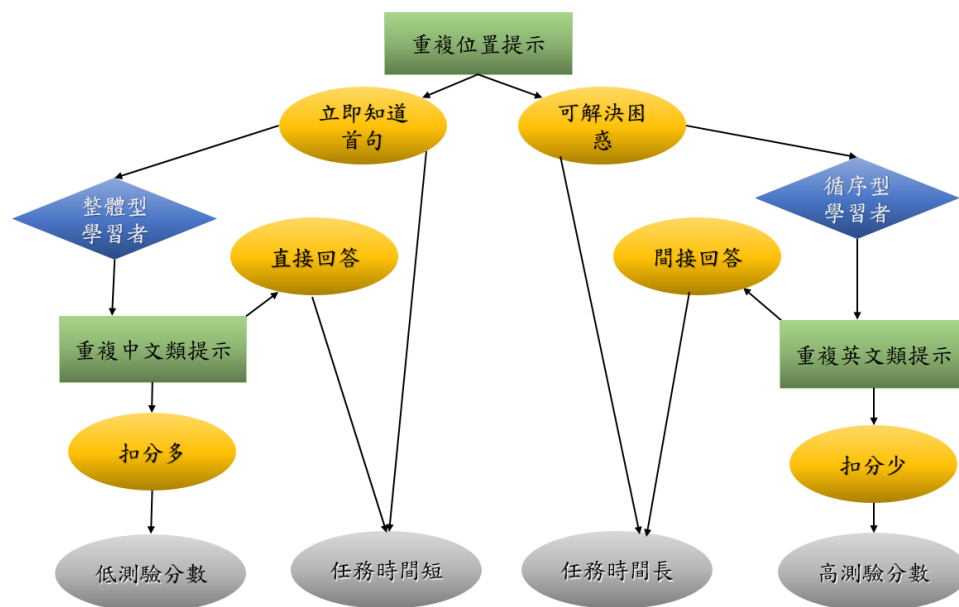 重複位置提示
立即知道
首句
可解決困
惑
整體型
學習者
循序型
學習者
直接回答
間接回答
重複中文類提示
重複英文類提示
扣分多
扣分少
低測驗分數
任務時間短
任務時間長
高測驗分數